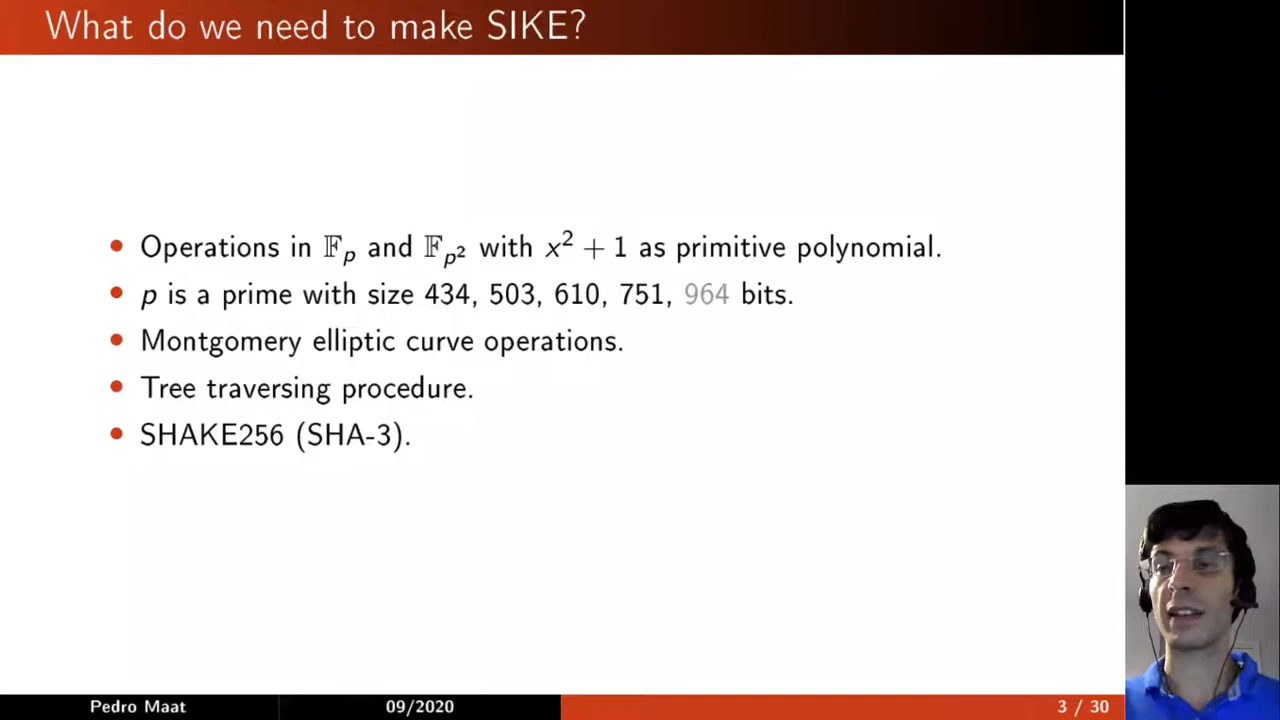 What do we need to make SIKE?
• Operations in 𝔽ₚ and 𝔽ₚ² with x² + 1 as primitive polynomial.
• p is a prime with size 434, 503, 610, 751, 964 bits.
• Montgomery elliptic curve operations.
• Tree traversing procedure.
• SHAKE256 (SHA-3).
Pedro Maat 09/2020 3 / 30